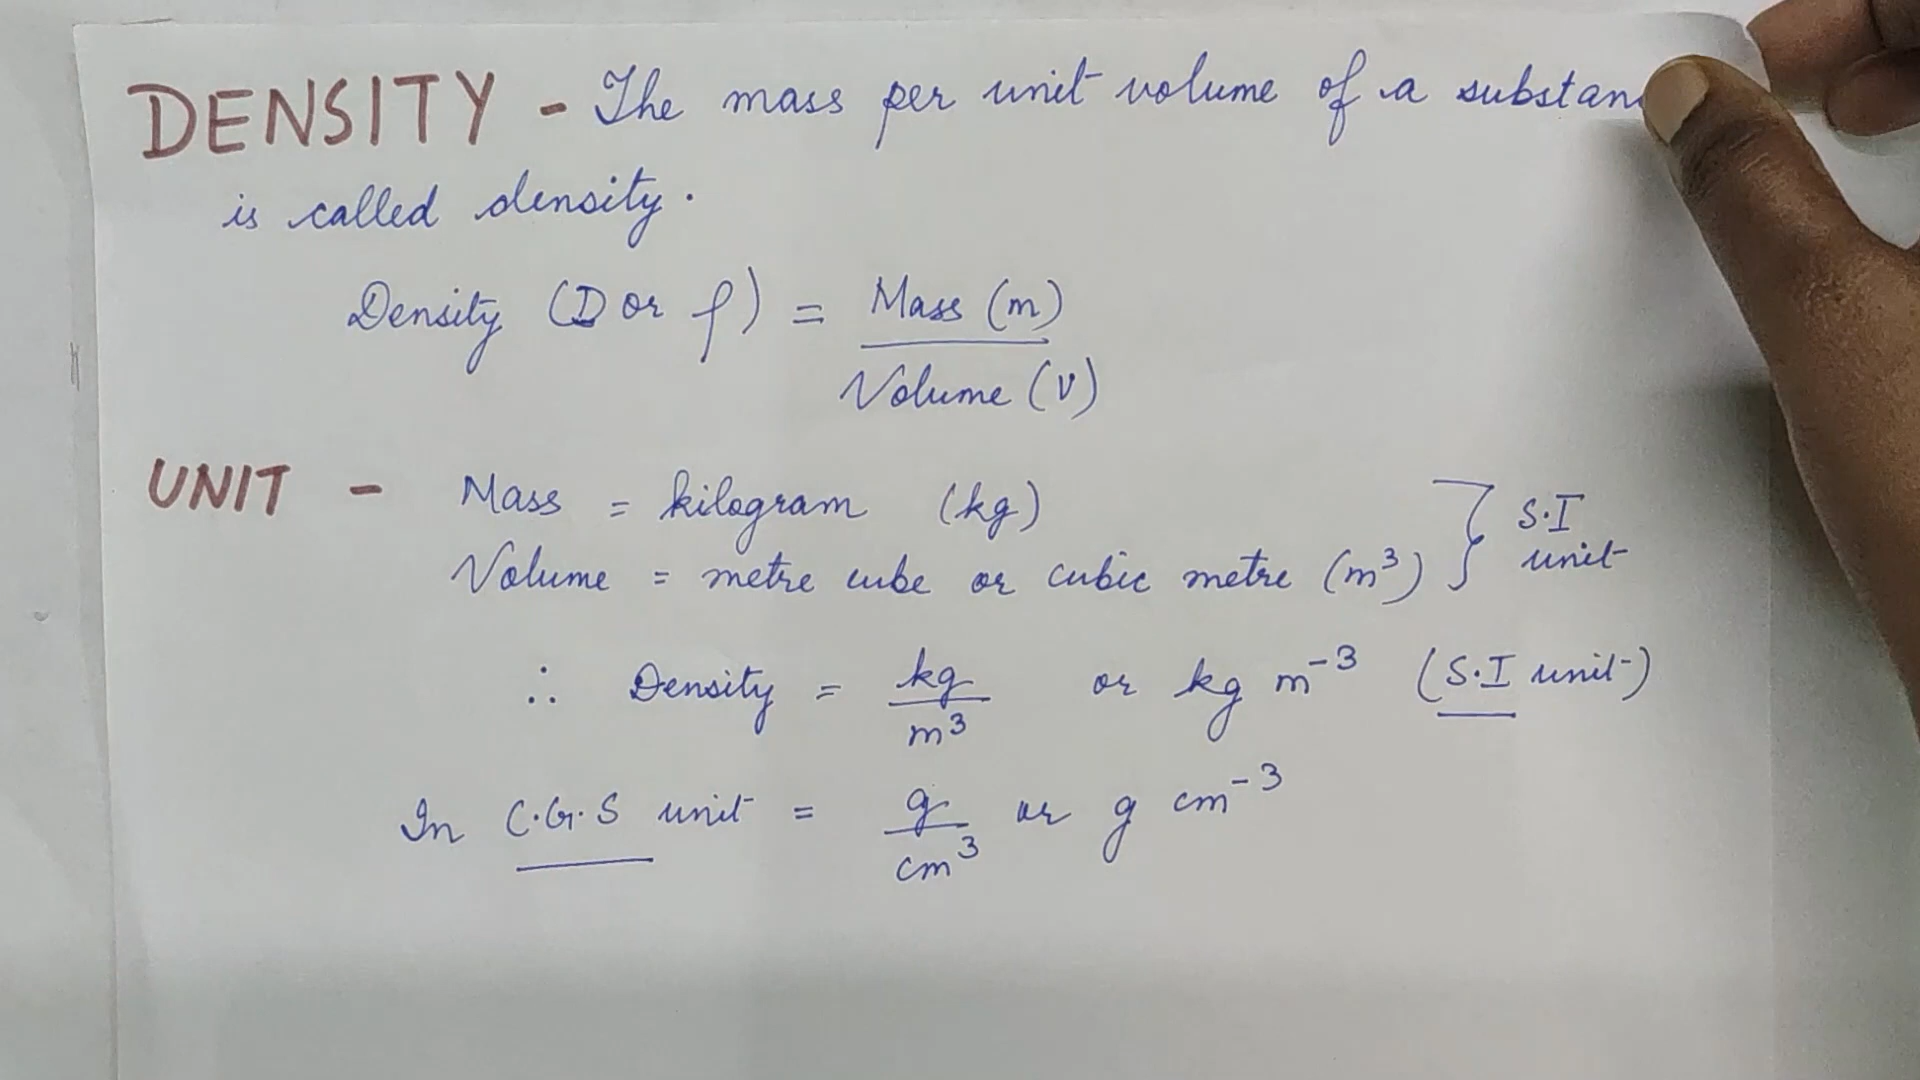 DENSITY - The mass per unit volume of a
is called density.
Density (D or ρ) = Mass (m)
Volume (V)
UNIT - Mass = kilogram (kg)
Volume = metre cube or cubic metre (m³) } S.I unit
∴ Density = kg/m³ or kg m⁻³ (S.I unit)
In C.G.S unit = g/cm³ or g cm⁻³